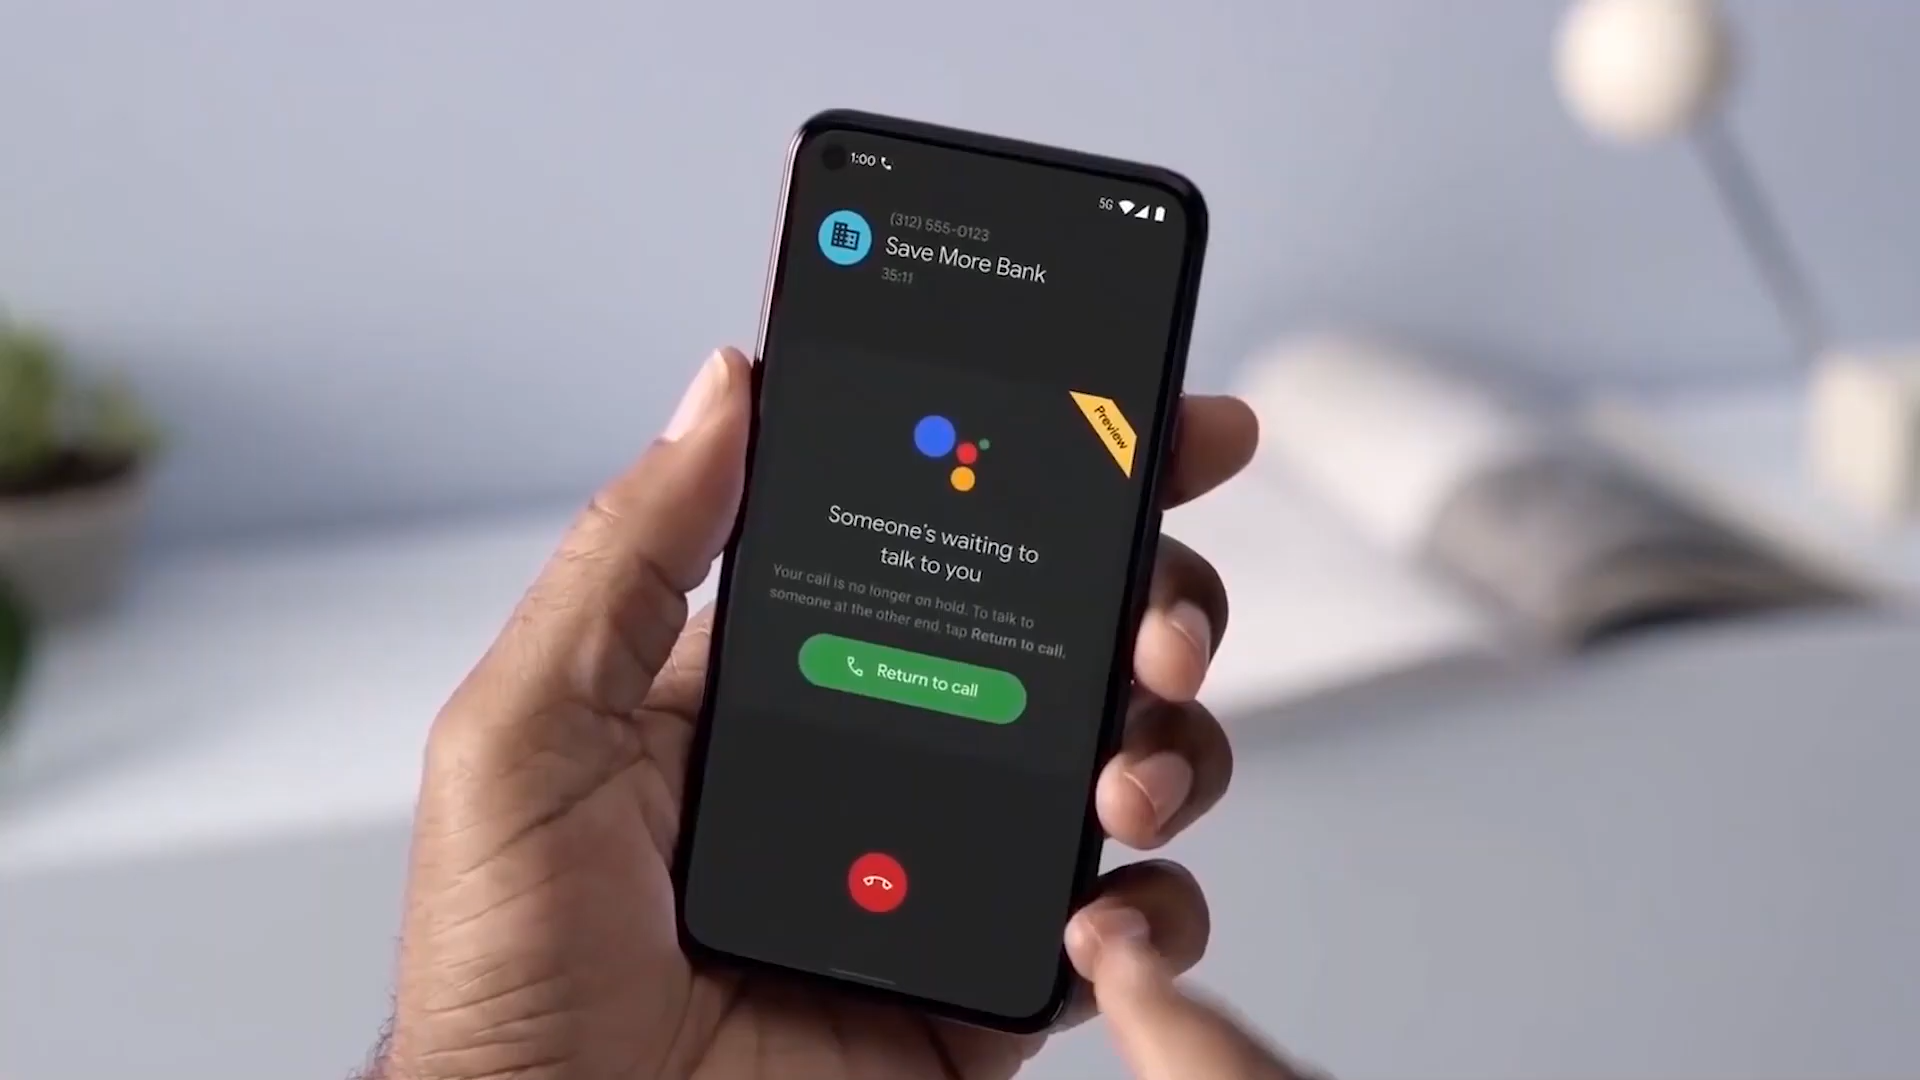 1:00
5G
(312) 555-0123
Save More Bank
35:11
Preview
Someone's waiting to
talk to you
Your call is no longer on hold. To talk to
someone at the other end, tap Return to call.
Return to call